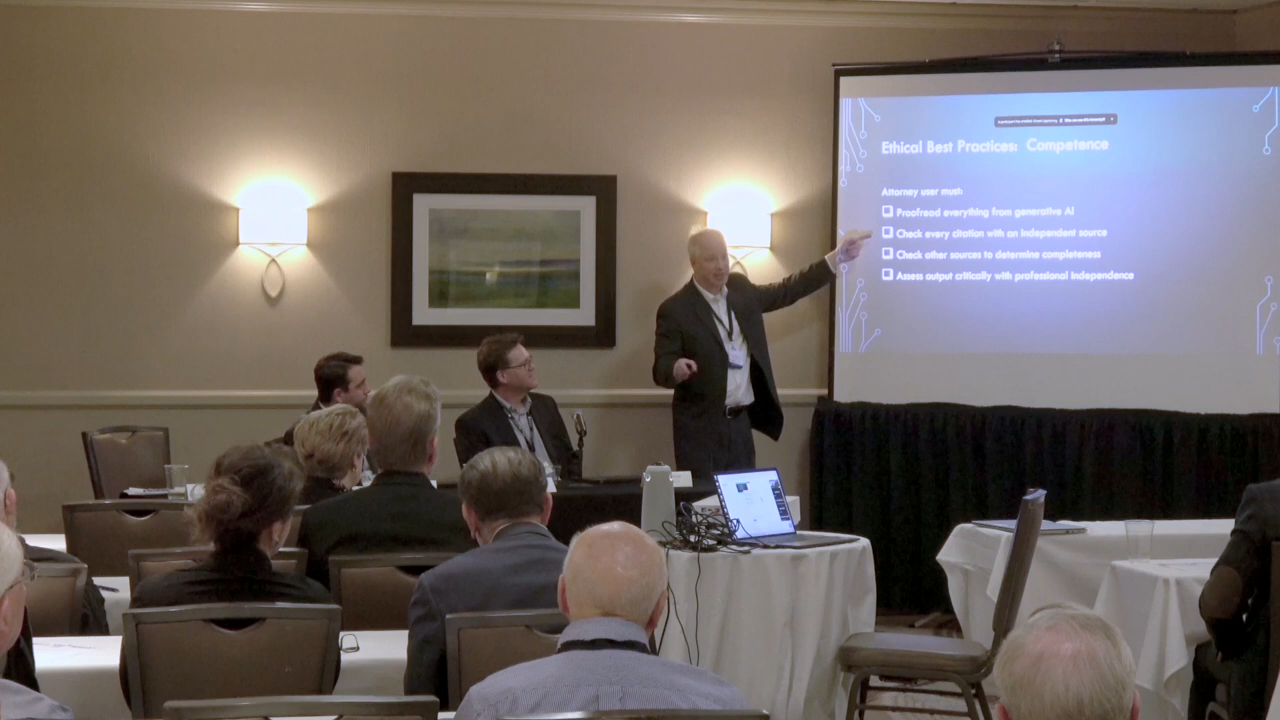 Ethical Best Practices: Competence
Attorney user must:
Proofread everything from generative AI
Check every citation with an independent source
Check other sources to determine completeness
Assess output critically with professional independence